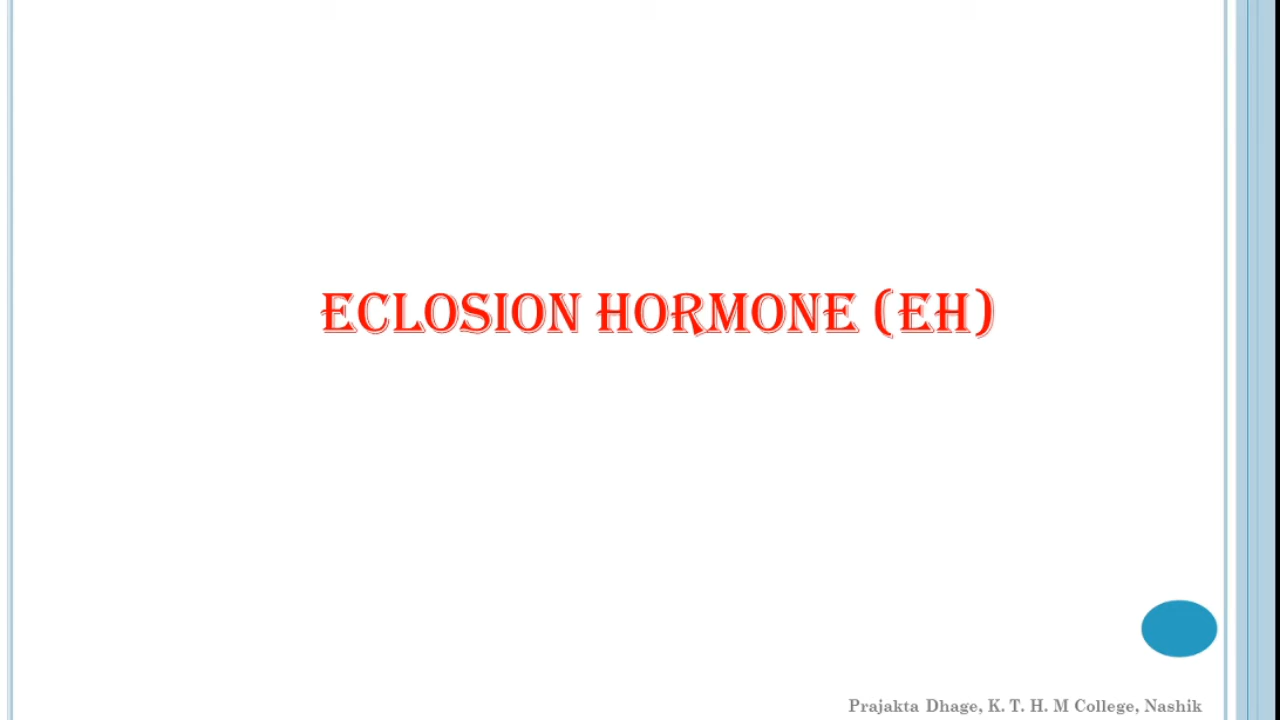 ECLOSION HORMONE (EH)
Prajakta Dhage, K. T. H. M College, Nashik